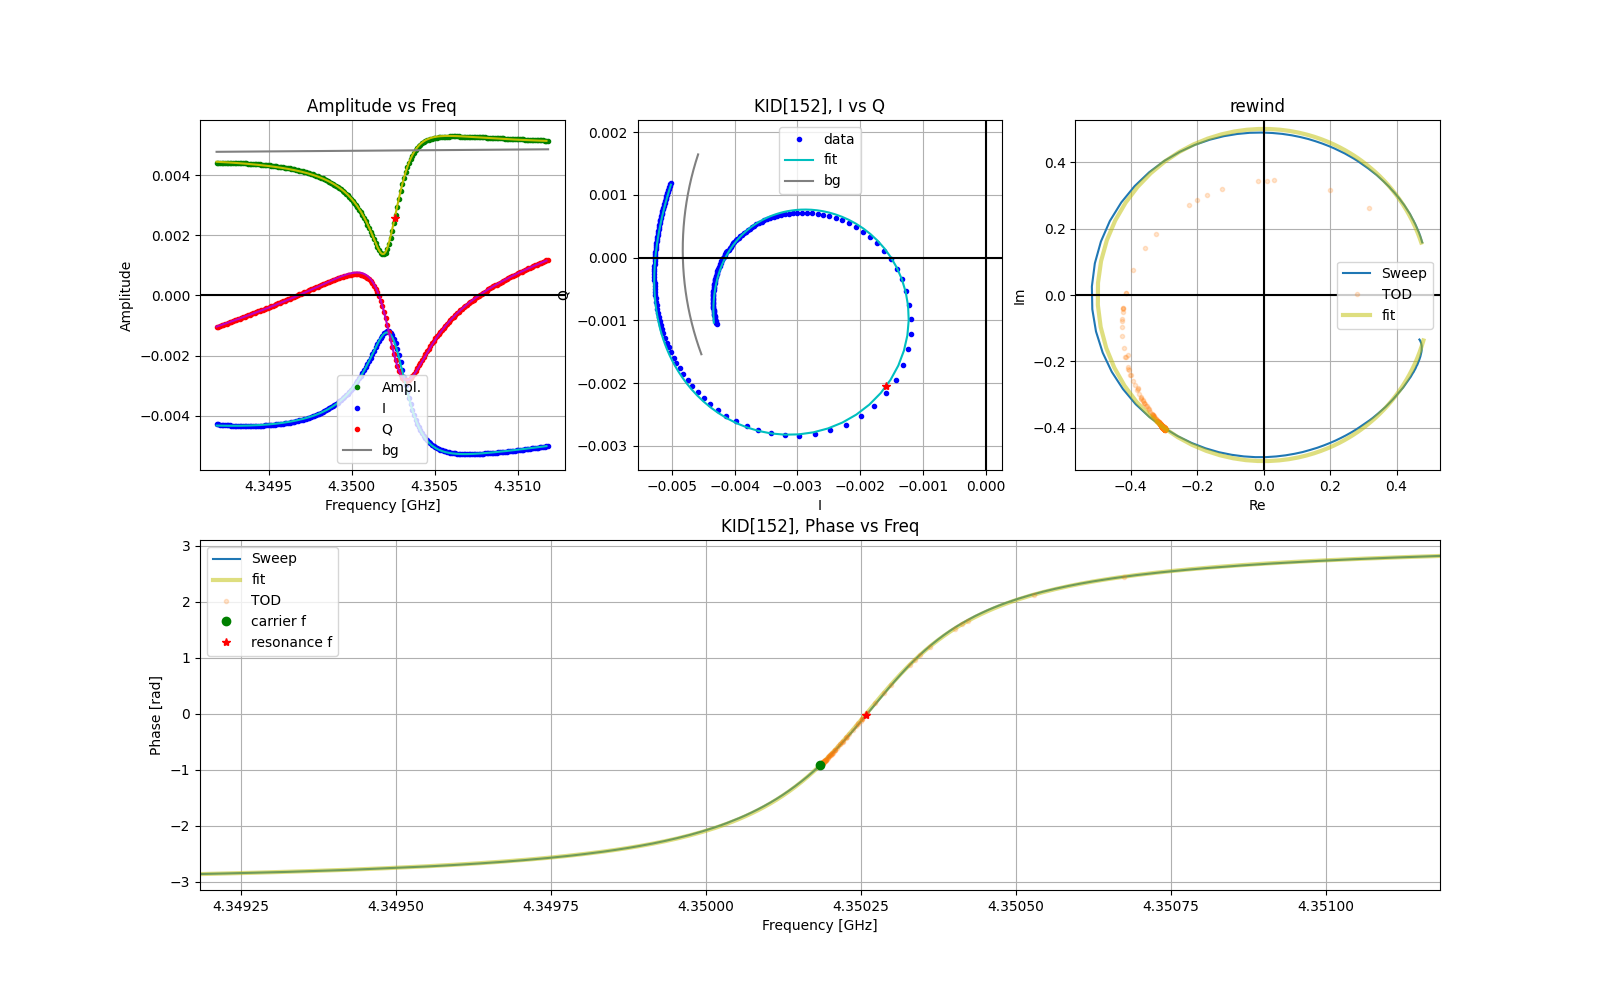 Amplitude vs Freq
KID[152], I vs Q
rewind
Amplitude
0.004
0.002
0.000
−0.002
−0.004
Ampl.
I
Q
bg
4.3495
4.3500
4.3505
4.3510
Frequency [GHz]
Q
0.002
0.001
0.000
−0.001
−0.002
−0.003
data
fit
bg
−0.005
−0.004
−0.003
−0.002
−0.001
0.000
I
Im
0.4
0.2
0.0
−0.2
−0.4
Sweep
TOD
fit
−0.4
−0.2
0.0
0.2
0.4
Re
KID[152], Phase vs Freq
Phase [rad]
3
2
1
0
−1
−2
−3
Sweep
fit
TOD
carrier f
resonance f
4.34925
4.34950
4.34975
4.35000
4.35025
4.35050
4.35075
4.35100
Frequency [GHz]